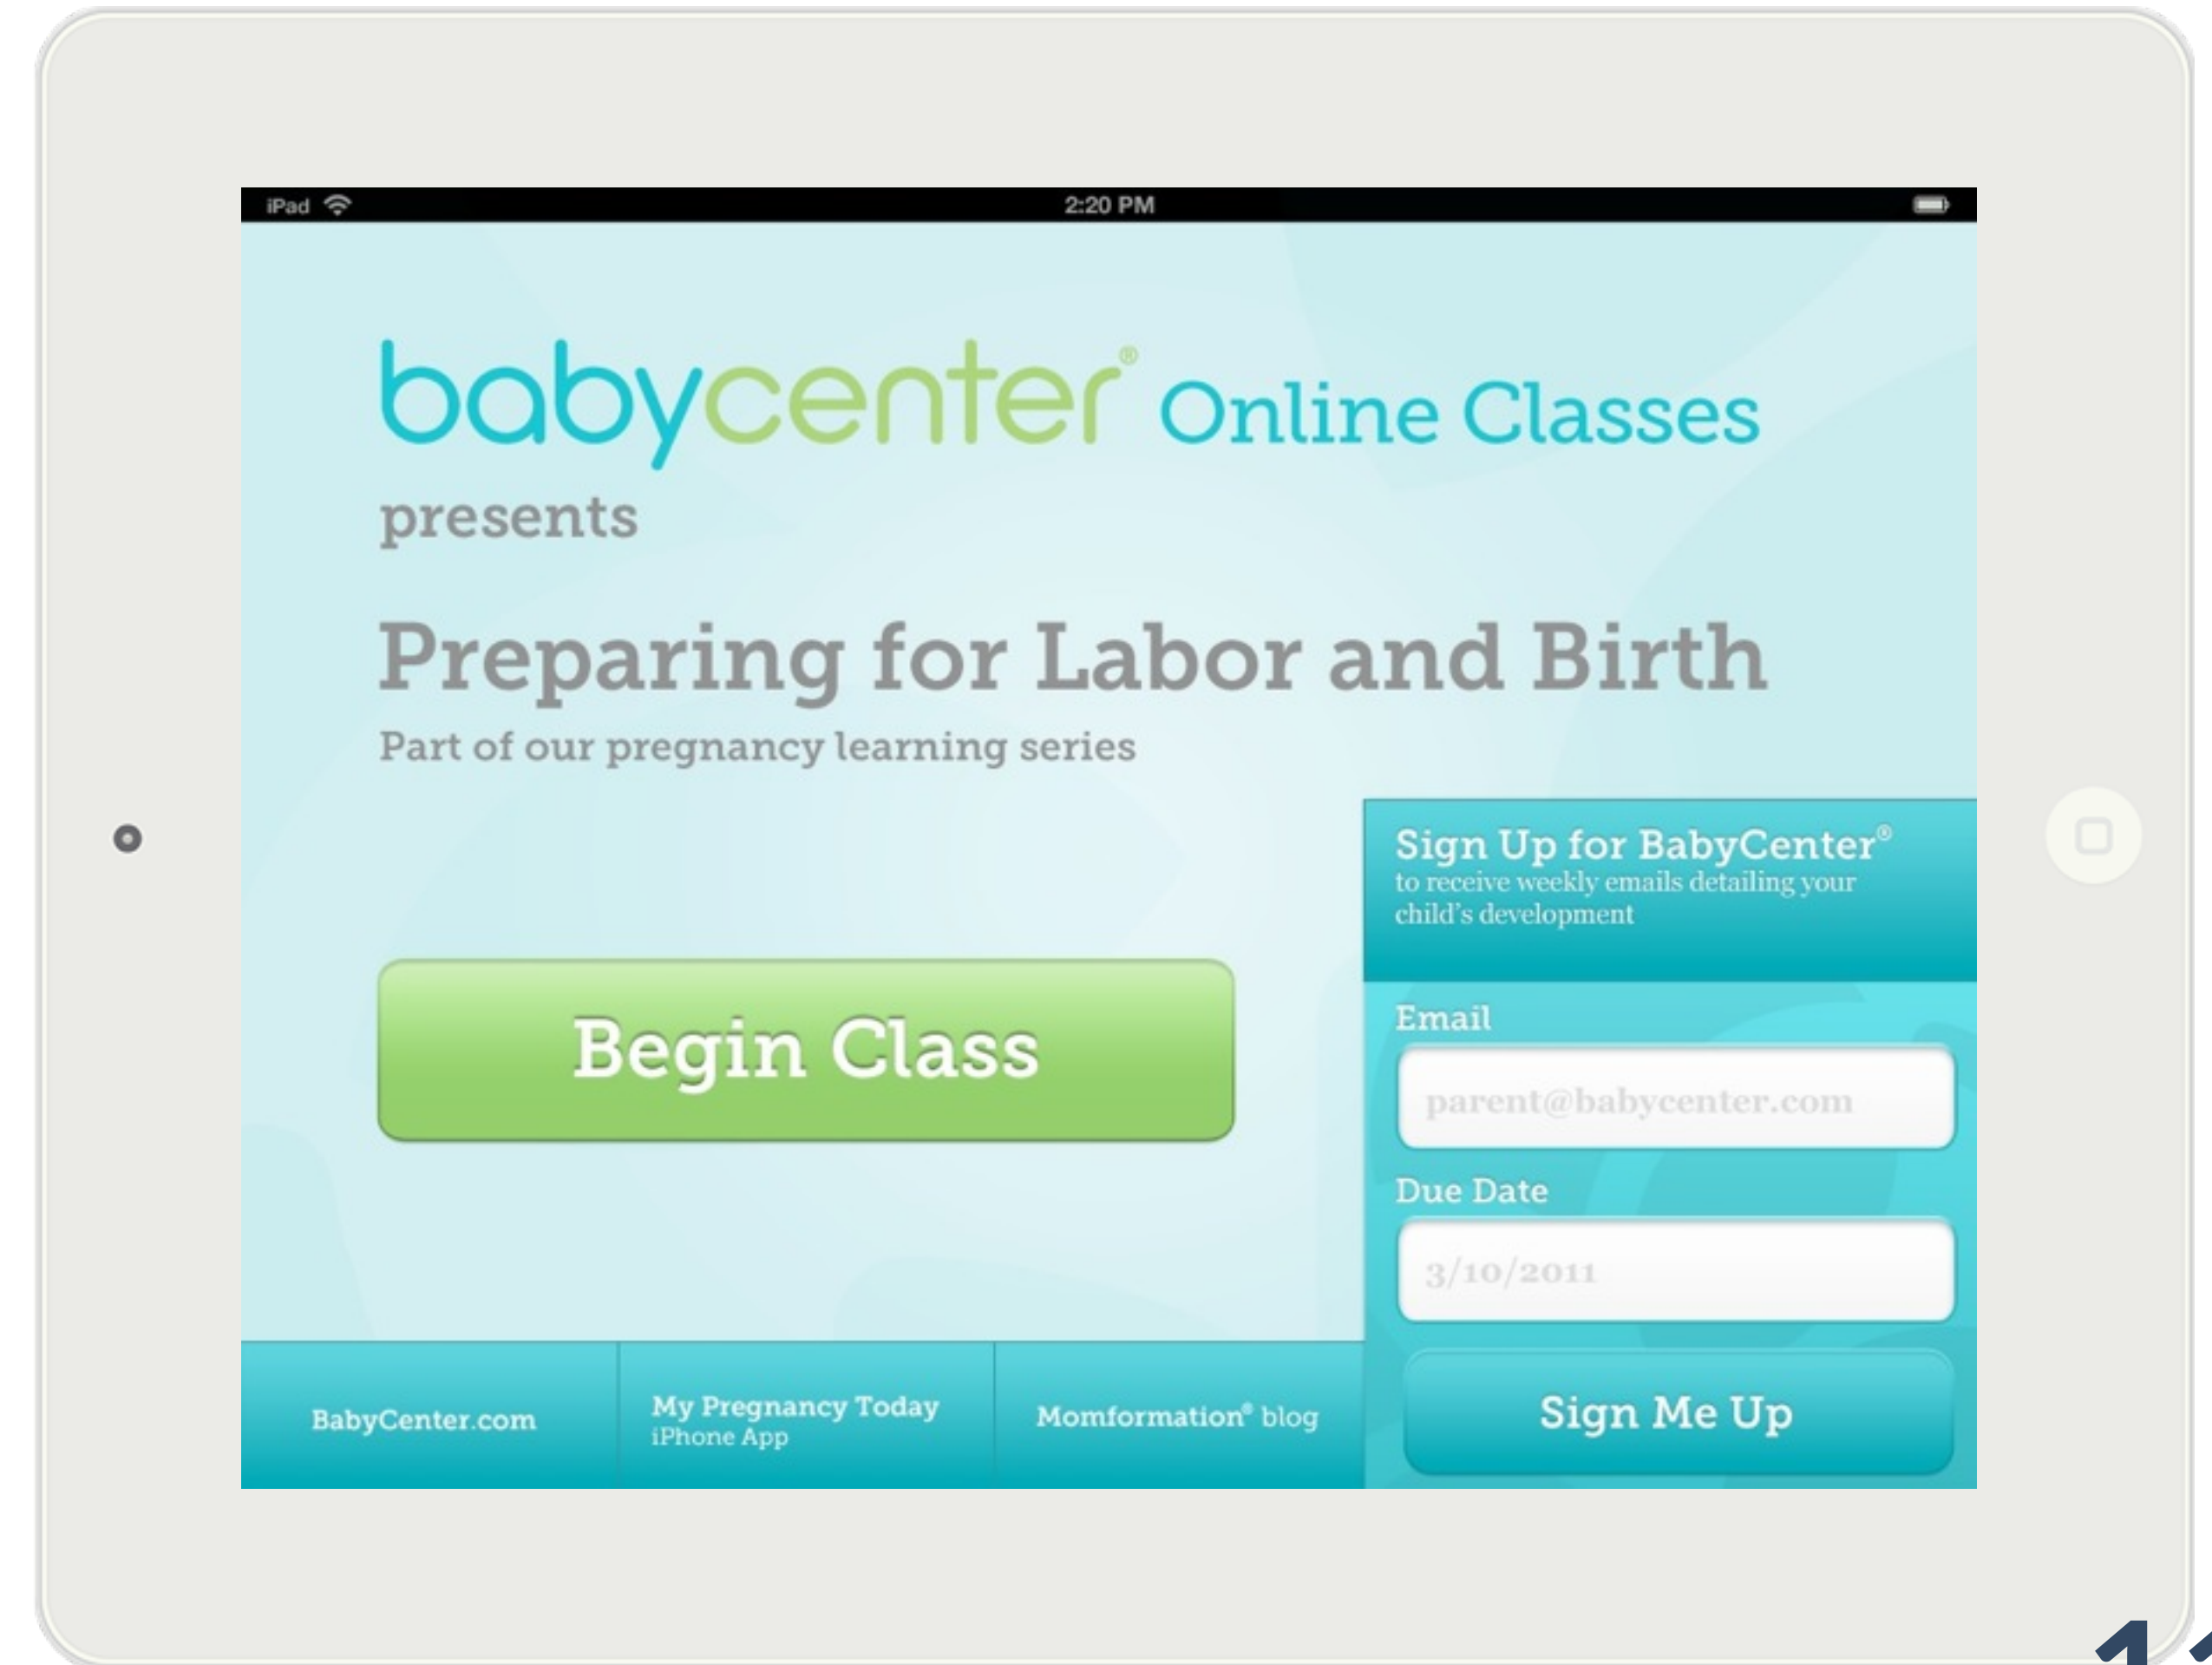 iPad
2:20 PM
babycenter® Online Classes
presents
Preparing for Labor and Birth
Part of our pregnancy learning series
Begin Class
Sign Up for BabyCenter®
to receive weekly emails detailing your
child's development
Email
parent@babycenter.com
Due Date
3/10/2011
Sign Me Up
BabyCenter.com
My Pregnancy Today
iPhone App
Momformation® blog